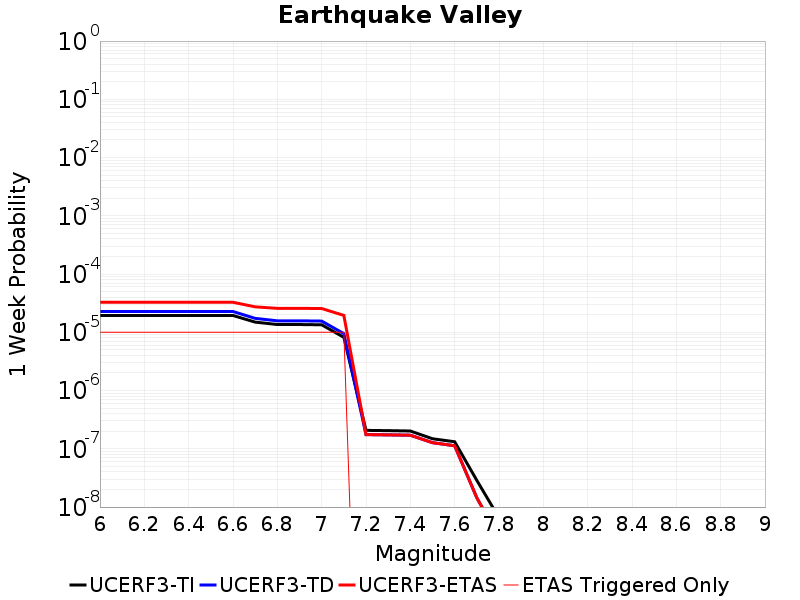 Earthquake Valley
10^0
10^-1
10^-2
10^-3
10^-4
10^-5
10^-6
10^-7
10^-8
1 Week Probability
6 6.2 6.4 6.6 6.8 7 7.2 7.4 7.6 7.8 8 8.2 8.4 8.6 8.8 9
Magnitude
UCERF3-TI UCERF3-TD UCERF3-ETAS ETAS Triggered Only